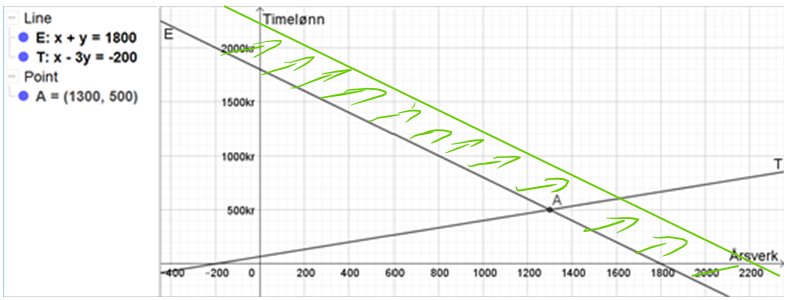 Line
E: x + y = 1800
T: x - 3y = -200
Point
A = (1300, 500)
Timelønn
E
2000kr
1500kr
1000kr
T
500kr
A
Årsverk
-400 -200 0 200 400 600 800 1000 1200 1400 1600 1800 2000 2200